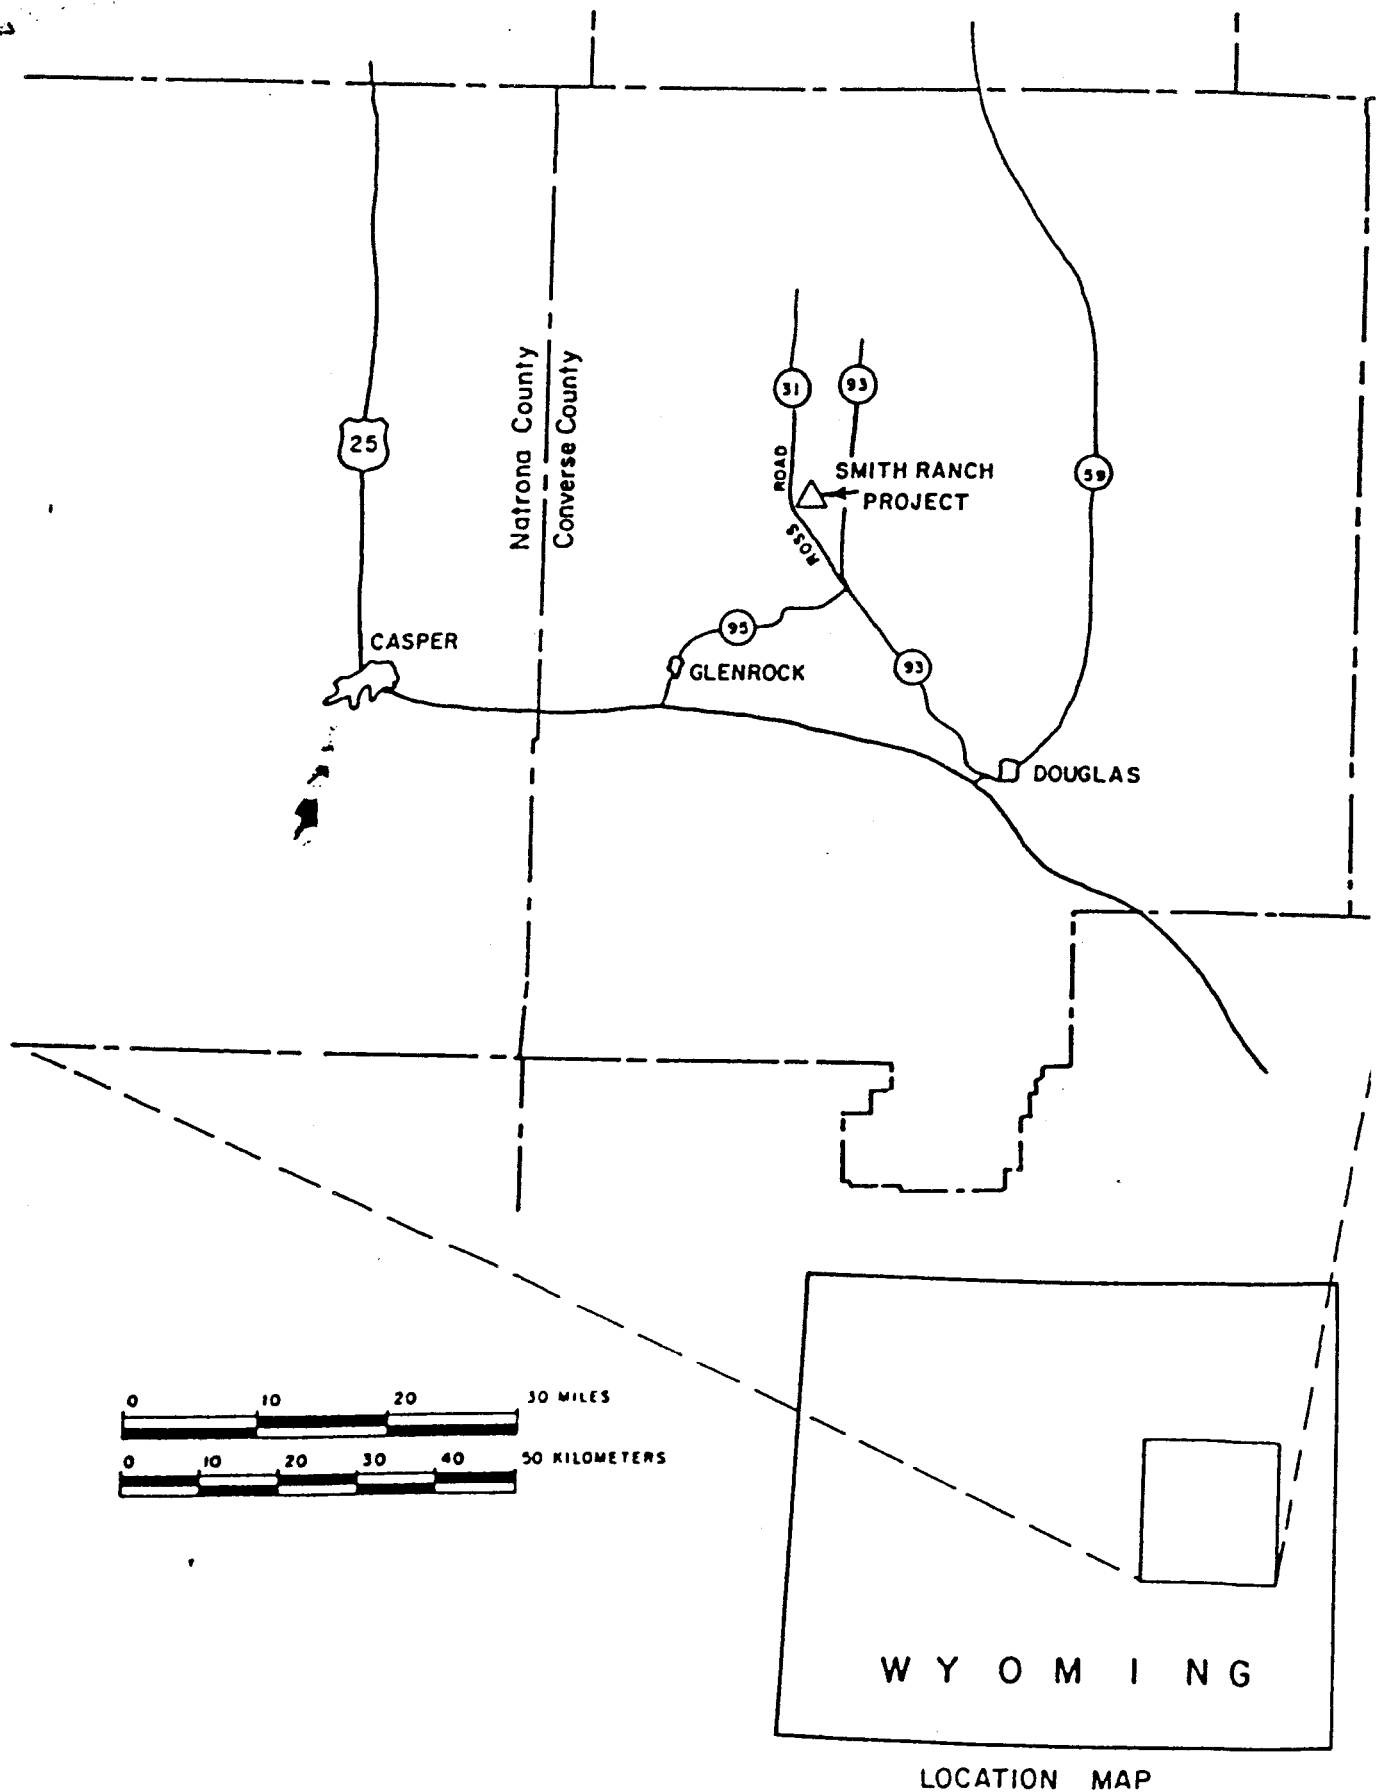 31
93
25
Natrona County
Converse County
ROAD
SMITH RANCH
PROJECT
59
ROSS
95
CASPER
93
GLENROCK
DOUGLAS
0 10 20 30 MILES
0 10 20 30 40 50 KILOMETERS
WYOMING
LOCATION MAP